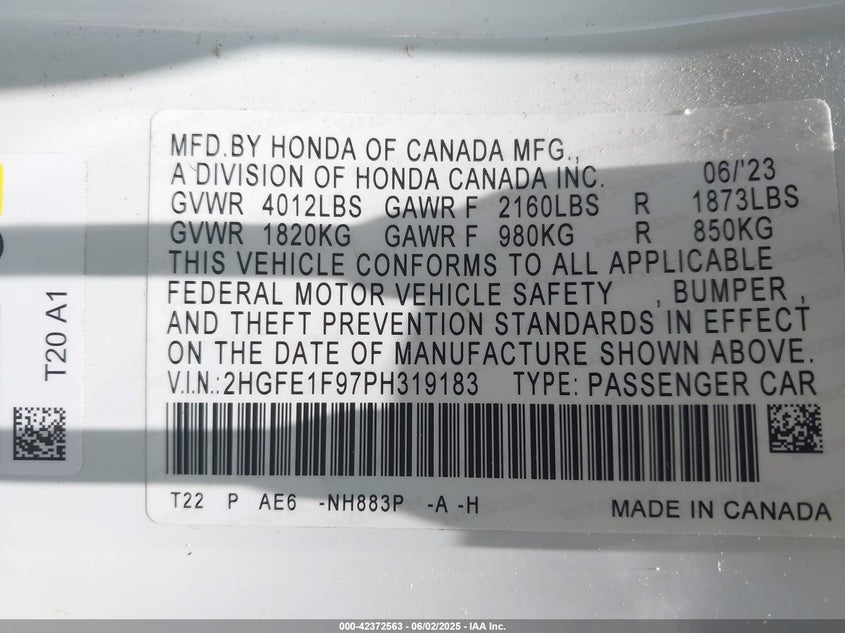 MFD.BY HONDA OF CANADA MFG.,
A DIVISION OF HONDA CANADA INC. 06/'23
GVWR 4012LBS GAWR F 2160LBS R 1873LBS
GVWR 1820KG GAWR F 980KG R 850KG
THIS VEHICLE CONFORMS TO ALL APPLICABLE
FEDERAL MOTOR VEHICLE SAFETY , BUMPER ,
AND THEFT PREVENTION STANDARDS IN EFFECT
ON THE DATE OF MANUFACTURE SHOWN ABOVE.
V.I.N.:2HGFE1F97PH319183 TYPE: PASSENGER CAR
T22 P AE6 -NH883P -A -H MADE IN CANADA
T20 A1
000-42372563 - 06/02/2025 - IAA Inc.